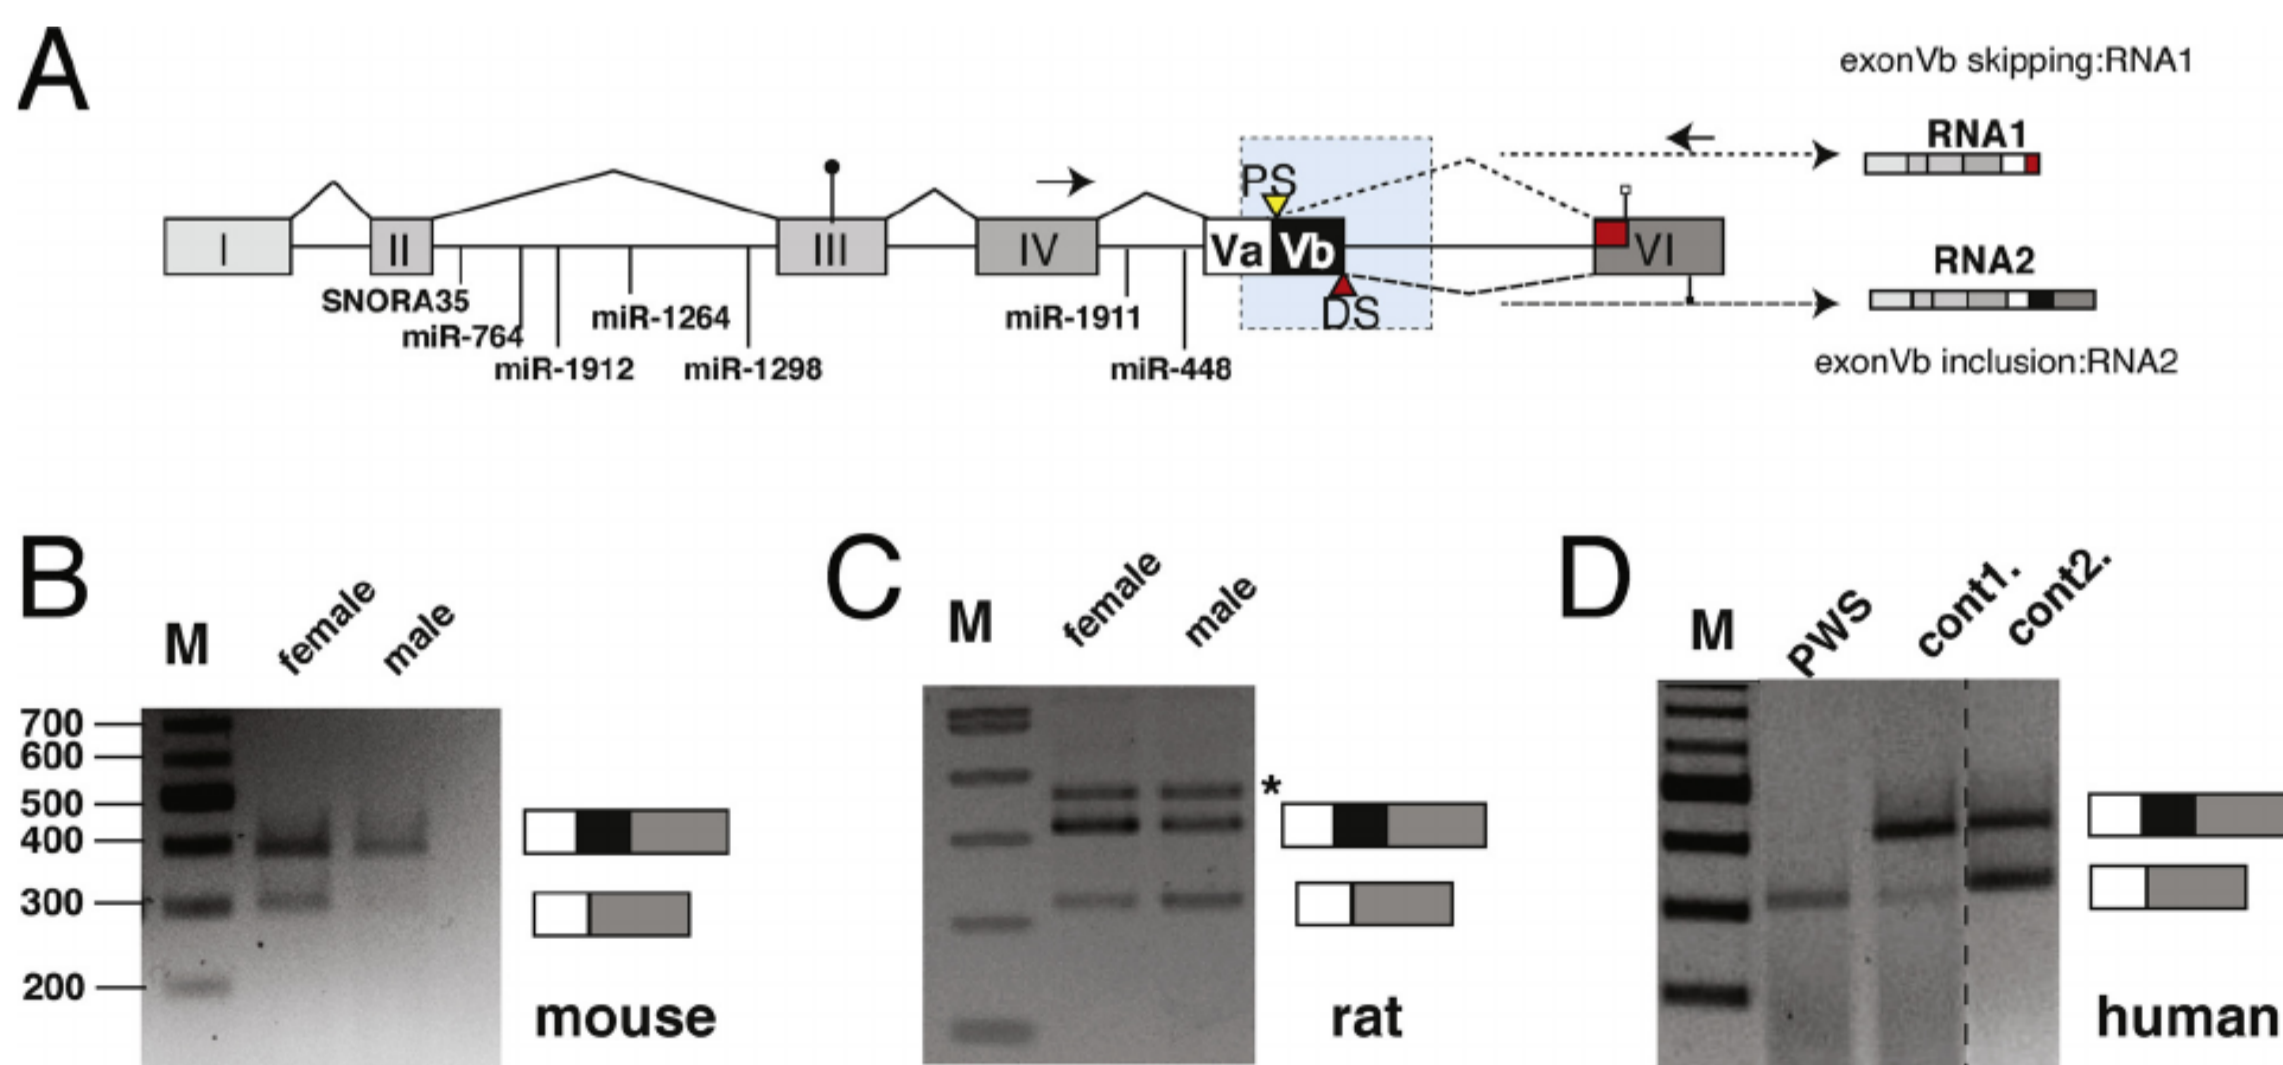 A
exonVb skipping:RNA1
RNA1
PS
I
II
III
IV
Va
Vb
VI
RNA2
SNORA35
miR-764
miR-1912
miR-1264
miR-1298
miR-1911
miR-448
DS
exonVb inclusion:RNA2
B
M
female
male
700
600
500
400
300
200
mouse
C
M
female
male
*
rat
D
M
PWS
cont1.
cont2.
human